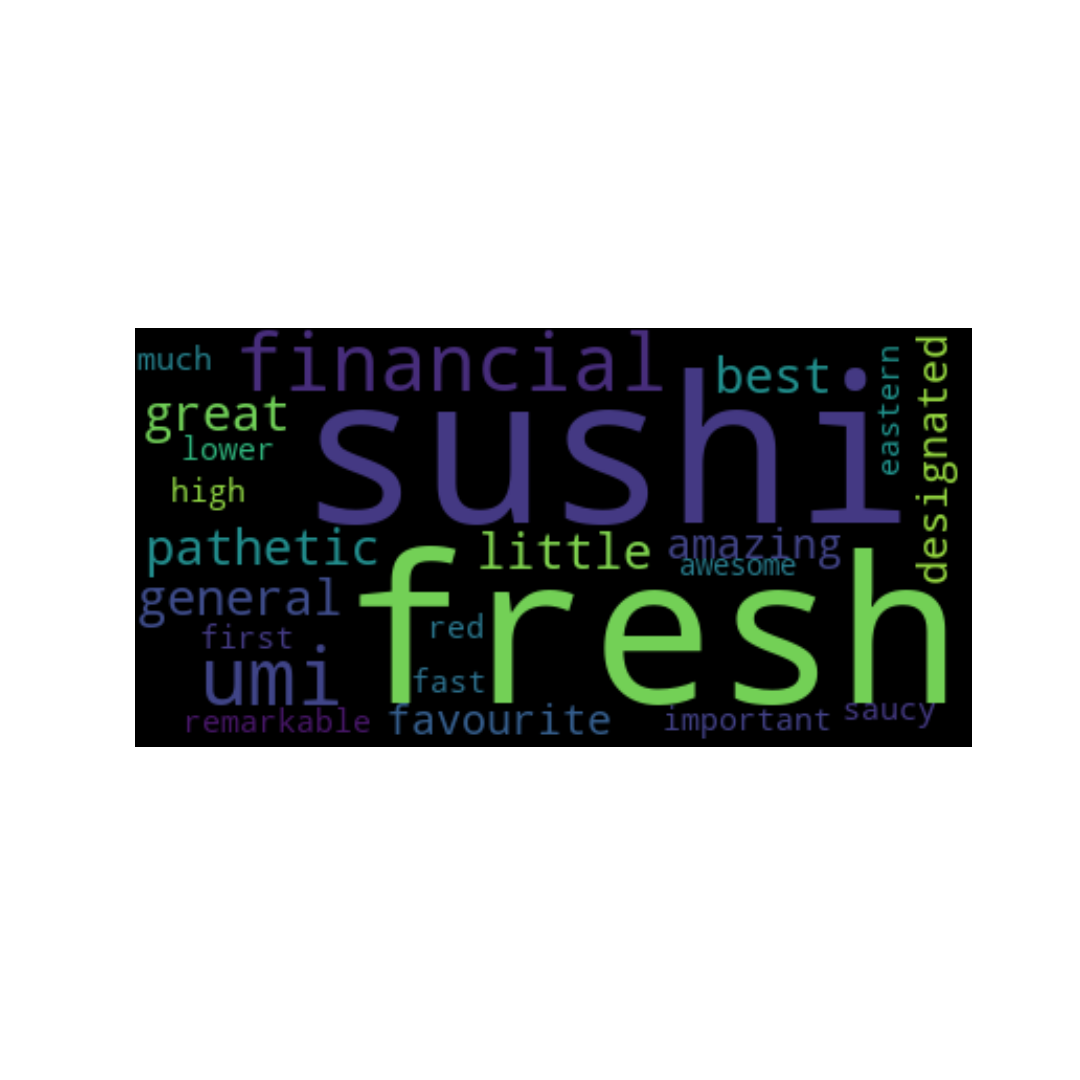 much
financial
best
eastern
designated
great
sushi
lower
high
pathetic
little
amazing
awesome
general
fresh
first
red
umi
fast
remarkable
favourite
important
saucy